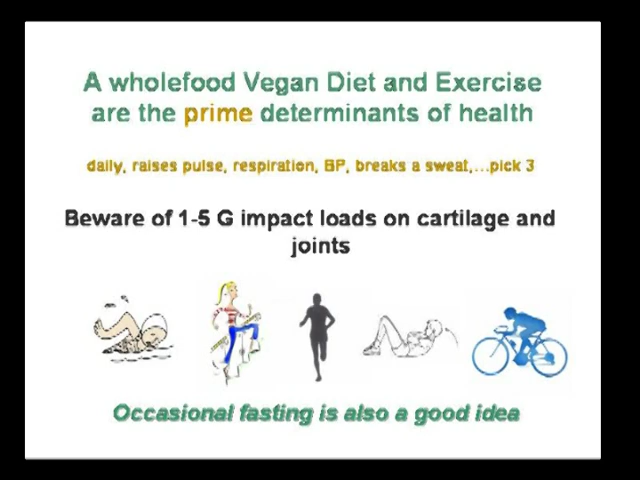 A wholefood Vegan Diet and Exercise
are the prime determinants of health
daily, raises pulse, respiration, BP, breaks a sweat,...pick 3
Beware of 1-5 G impact loads on cartilage and
joints
Occasional fasting is also a good idea